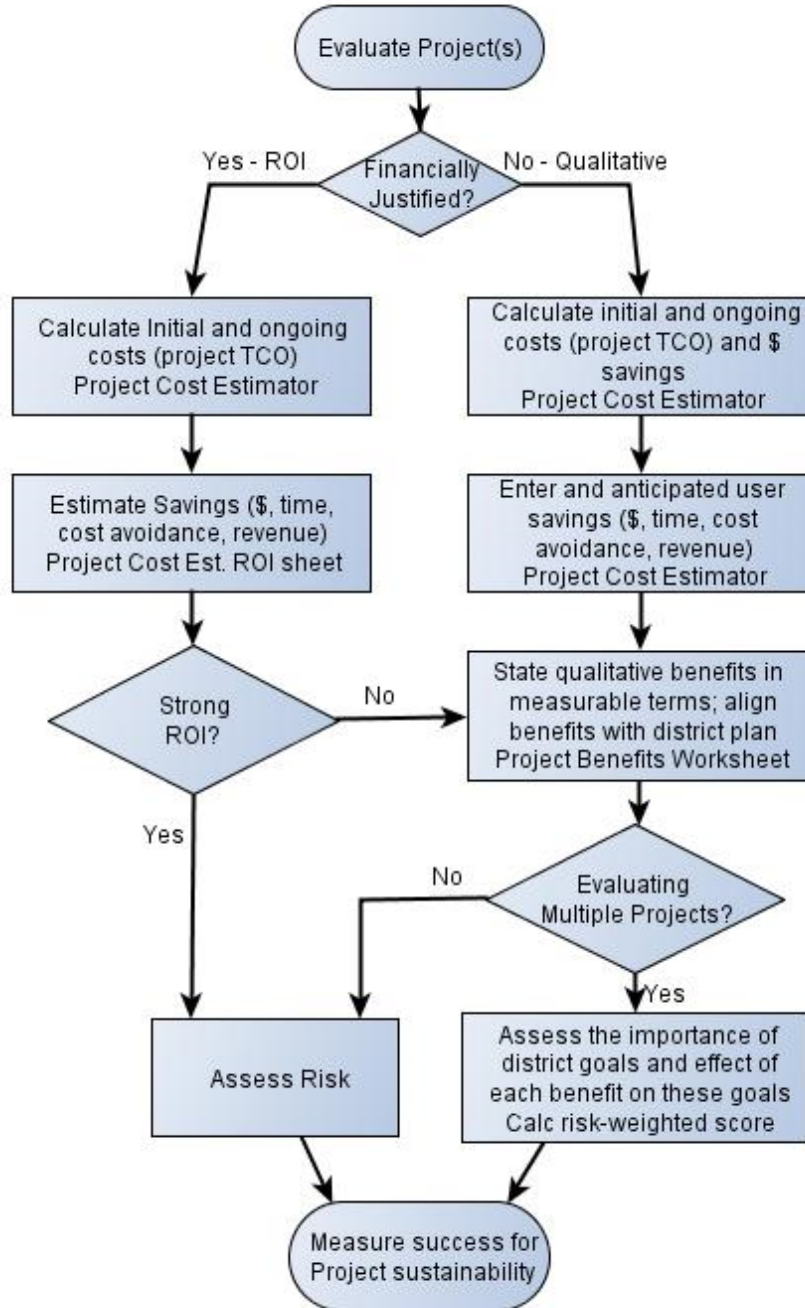 Evaluate Project(s)
Yes - ROI
Financially
Justified?
No - Qualitative
Calculate Initial and ongoing
costs (project TCO)
Project Cost Estimator
Calculate initial and ongoing
costs (project TCO) and $
savings
Project Cost Estimator
Estimate Savings ($, time,
cost avoidance, revenue)
Project Cost Est. ROI sheet
Enter and anticipated user
savings ($, time, cost
avoidance, revenue)
Project Cost Estimator
Strong
ROI?
No
State qualitative benefits in
measurable terms; align
benefits with district plan
Project Benefits Worksheet
Yes
No
Evaluating
Multiple Projects?
Yes
Assess Risk
Assess the importance of
district goals and effect of
each benefit on these goals
Calc risk-weighted score
Measure success for
Project sustainability